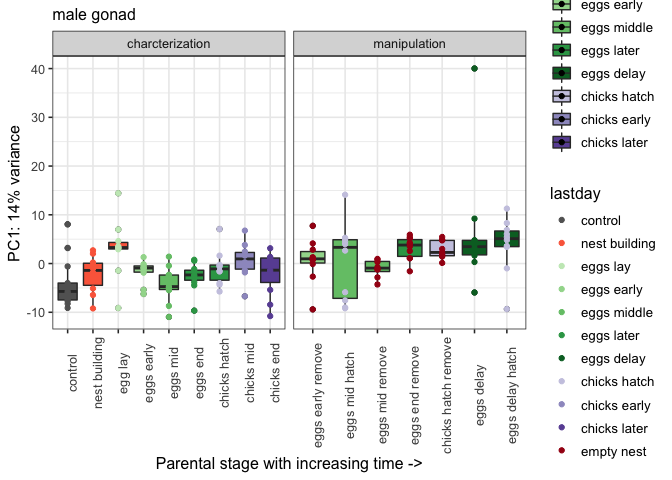 male gonad
charcterization
manipulation
PC1: 14% variance
40
30
20
10
0
-10
control
nest building
egg lay
eggs early
eggs mid
eggs end
chicks hatch
chicks mid
chicks end
eggs early remove
eggs mid hatch
eggs mid remove
eggs end remove
chicks hatch remove
eggs delay
eggs delay hatch
Parental stage with increasing time ->
eggs early
eggs middle
eggs later
eggs delay
chicks hatch
chicks early
chicks later
lastday
control
nest building
eggs lay
eggs early
eggs middle
eggs later
eggs delay
chicks hatch
chicks early
chicks later
empty nest